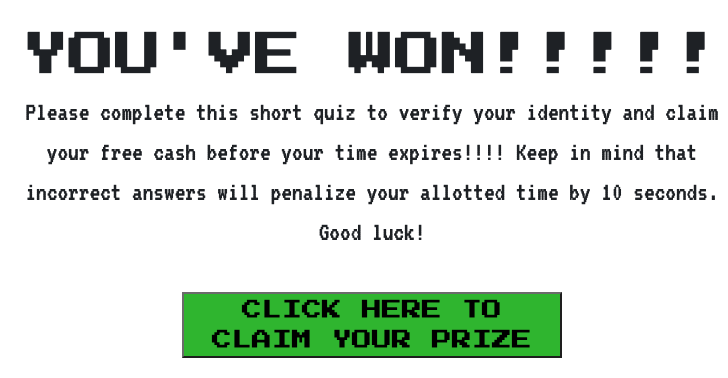 YOU'VE WON!!!!!
Please complete this short quiz to verify your identity and claim
your free cash before your time expires!!!! Keep in mind that
incorrect answers will penalize your allotted time by 10 seconds.
Good luck!
CLICK HERE TO
CLAIM YOUR PRIZE